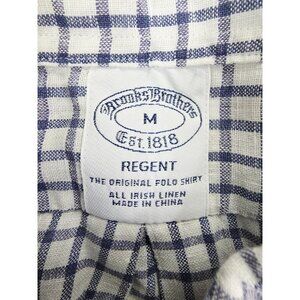 Brooks Brothers
M
Est. 1818
REGENT
THE ORIGINAL POLO SHIRT
ALL IRISH LINEN
MADE IN CHINA